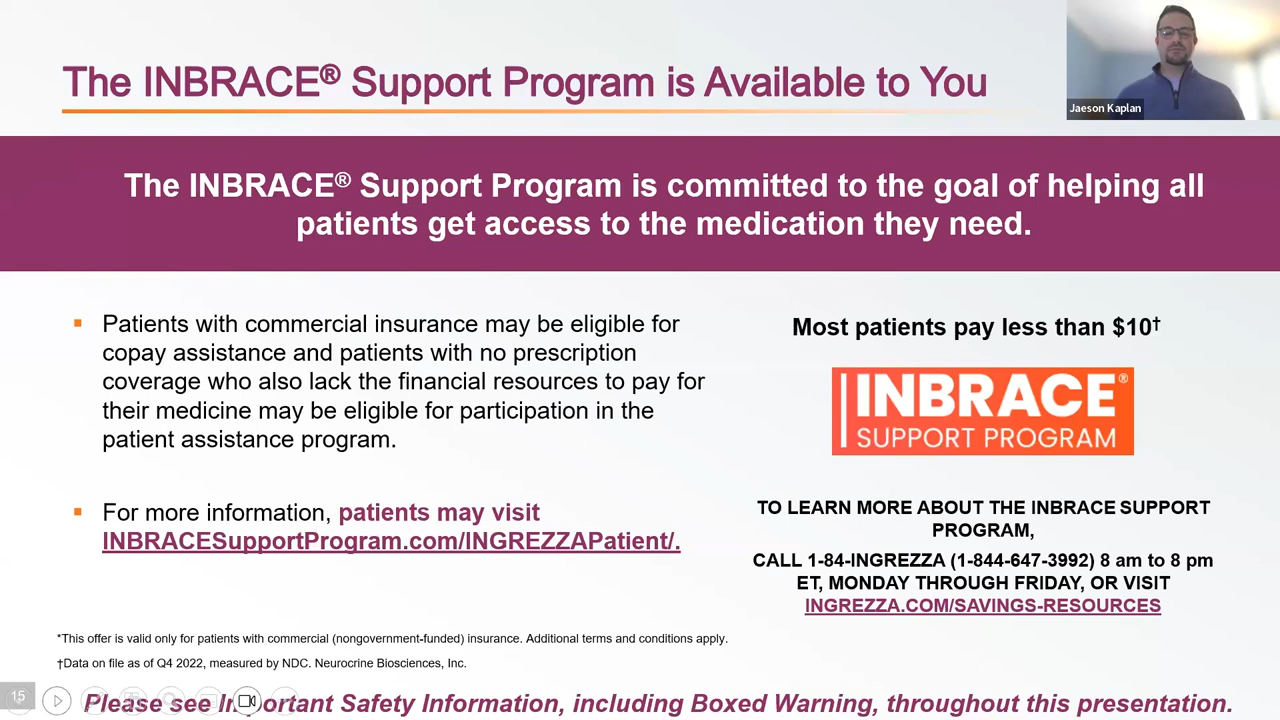 The INBRACE® Support Program is Available to You
Jaeson Kaplan
The INBRACE® Support Program is committed to the goal of helping all
patients get access to the medication they need.
Patients with commercial insurance may be eligible for
copay assistance and patients with no prescription
coverage who also lack the financial resources to pay for
their medicine may be eligible for participation in the
patient assistance program.
For more information, patients may visit
INBRACESupportProgram.com/INGREZZAPatient/.
Most patients pay less than $10†
INBRACE®
SUPPORT PROGRAM
TO LEARN MORE ABOUT THE INBRACE SUPPORT
PROGRAM,
CALL 1-84-INGREZZA (1-844-647-3992) 8 am to 8 pm
ET, MONDAY THROUGH FRIDAY, OR VISIT
INGREZZA.COM/SAVINGS-RESOURCES
*This offer is valid only for patients with commercial (nongovernment-funded) insurance. Additional terms and conditions apply.
†Data on file as of Q4 2022, measured by NDC. Neurocrine Biosciences, Inc.
15
Please see Important Safety Information, including Boxed Warning, throughout this presentation.